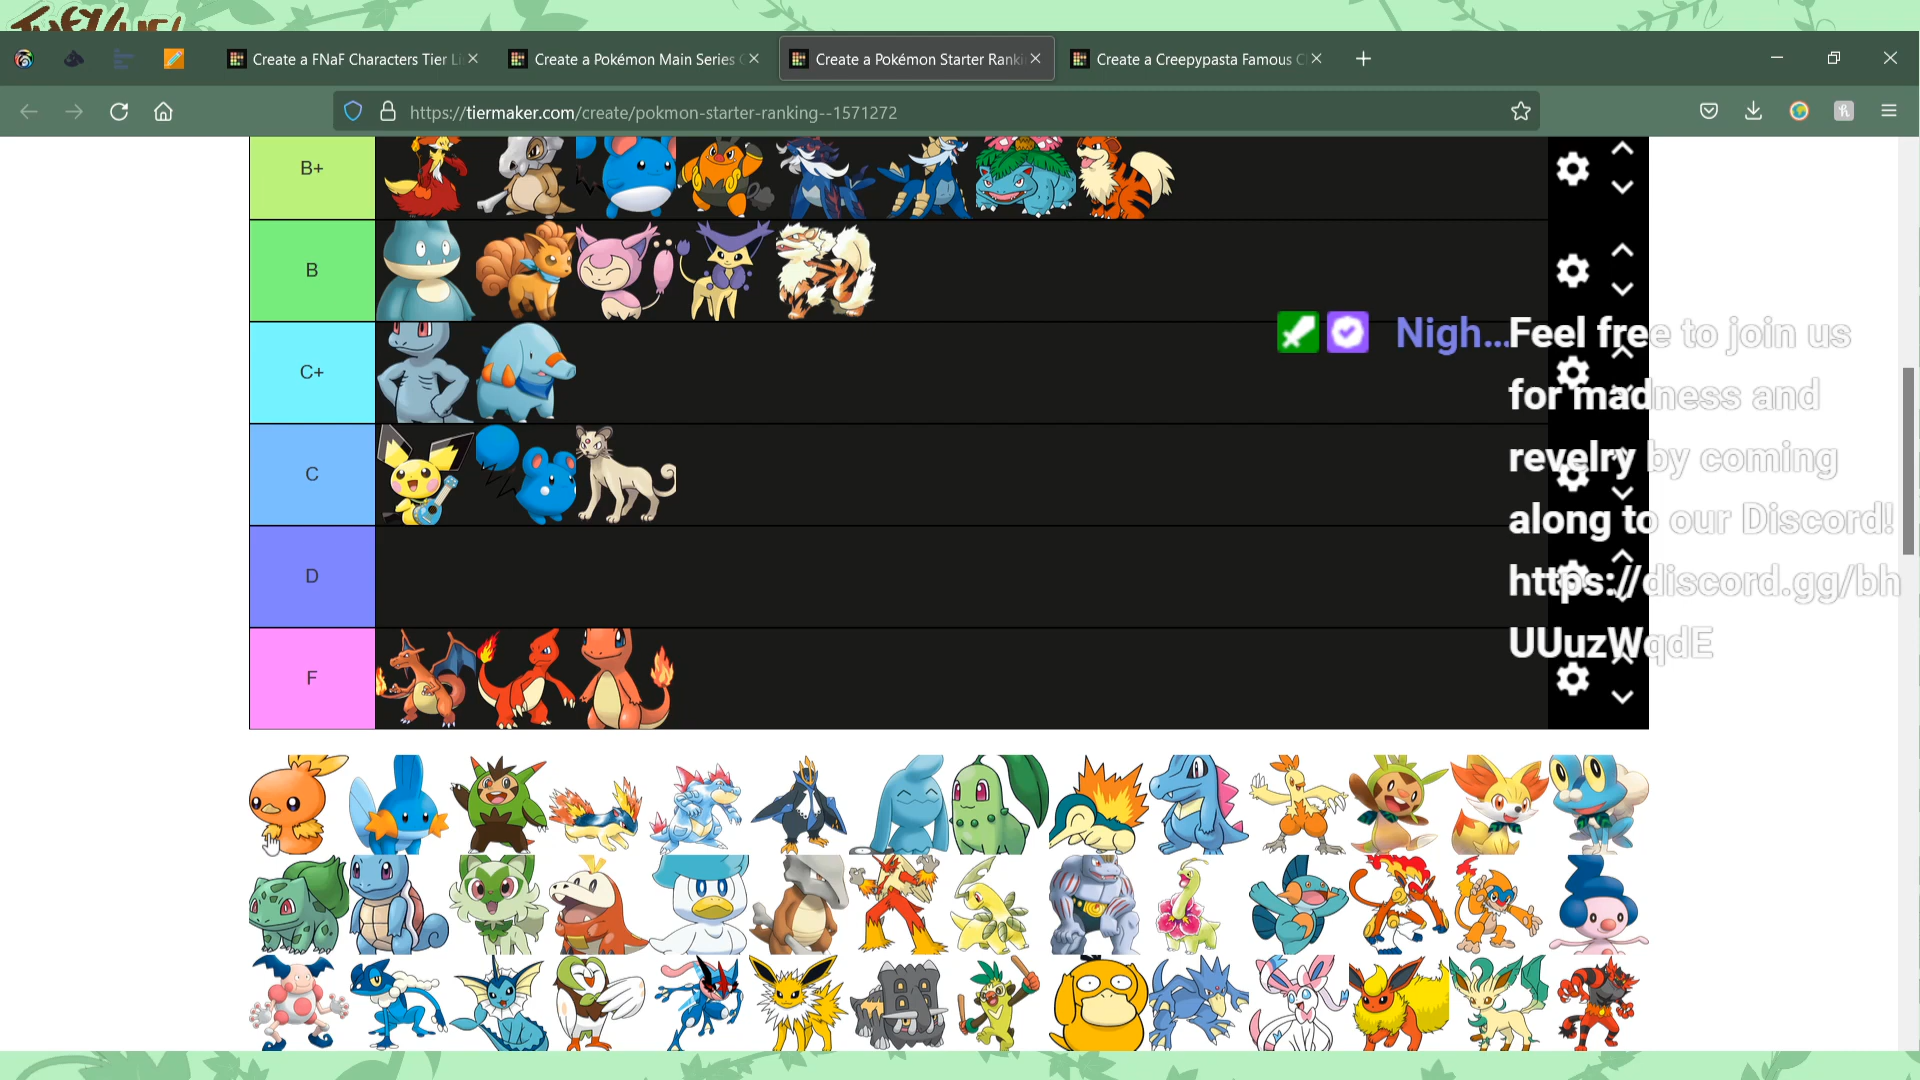 Create a FNaF Characters Tier Li
Create a Pokémon Main Series
Create a Pokémon Starter Ranki
Create a Creepypasta Famous C
https://tiermaker.com/create/pokmon-starter-ranking--1571272
B+
B
Nigh... Feel free to join us
for madness and
C+
revelry by coming
C
along to our Discord!
D
https://discord.gg/bh
UUuzWqdE
F